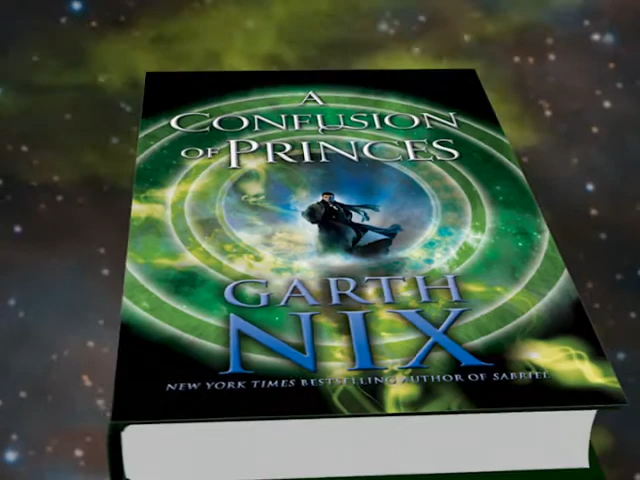 A
CONFUSION
OF PRINCES
GARTH
NIX
NEW YORK TIMES BESTSELLING AUTHOR OF SABRIEL